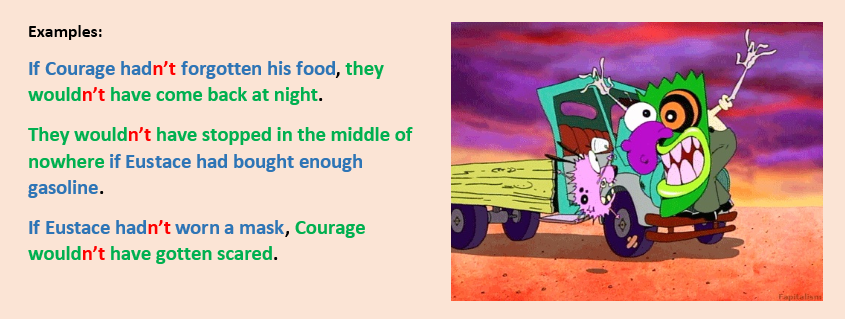 Examples:
If Courage hadn't forgotten his food, they
wouldn't have come back at night.
They wouldn't have stopped in the middle of
nowhere if Eustace had bought enough
gasoline.
If Eustace hadn't worn a mask, Courage
wouldn't have gotten scared.